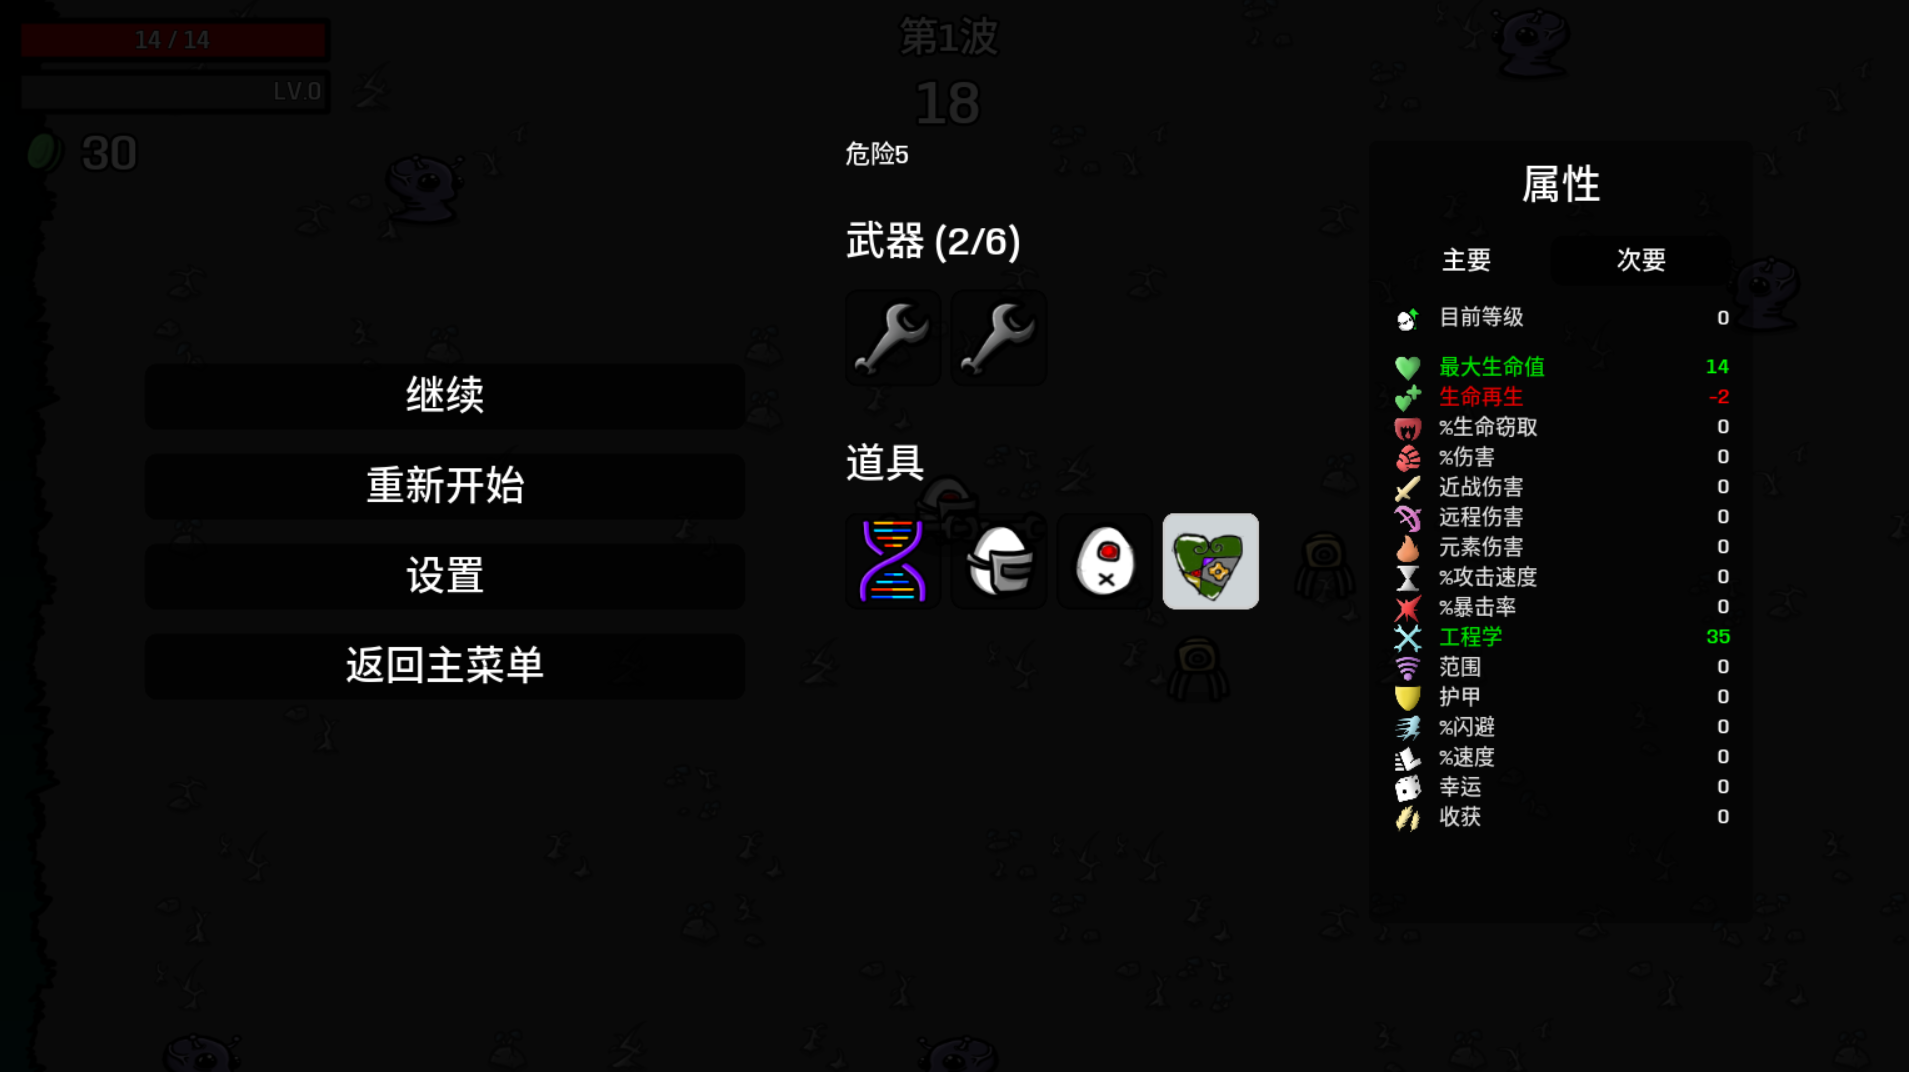 14 / 14
LV.0
30
第1波
18
危险5
武器 (2/6)
道具
继续
重新开始
设置
返回主菜单
属性
主要 次要
目前等级 0
最大生命值 14
生命再生 -2
%生命窃取 0
%伤害 0
近战伤害 0
远程伤害 0
元素伤害 0
%攻击速度 0
%暴击率 0
工程学 35
范围 0
护甲 0
%闪避 0
%速度 0
幸运 0
收获 0